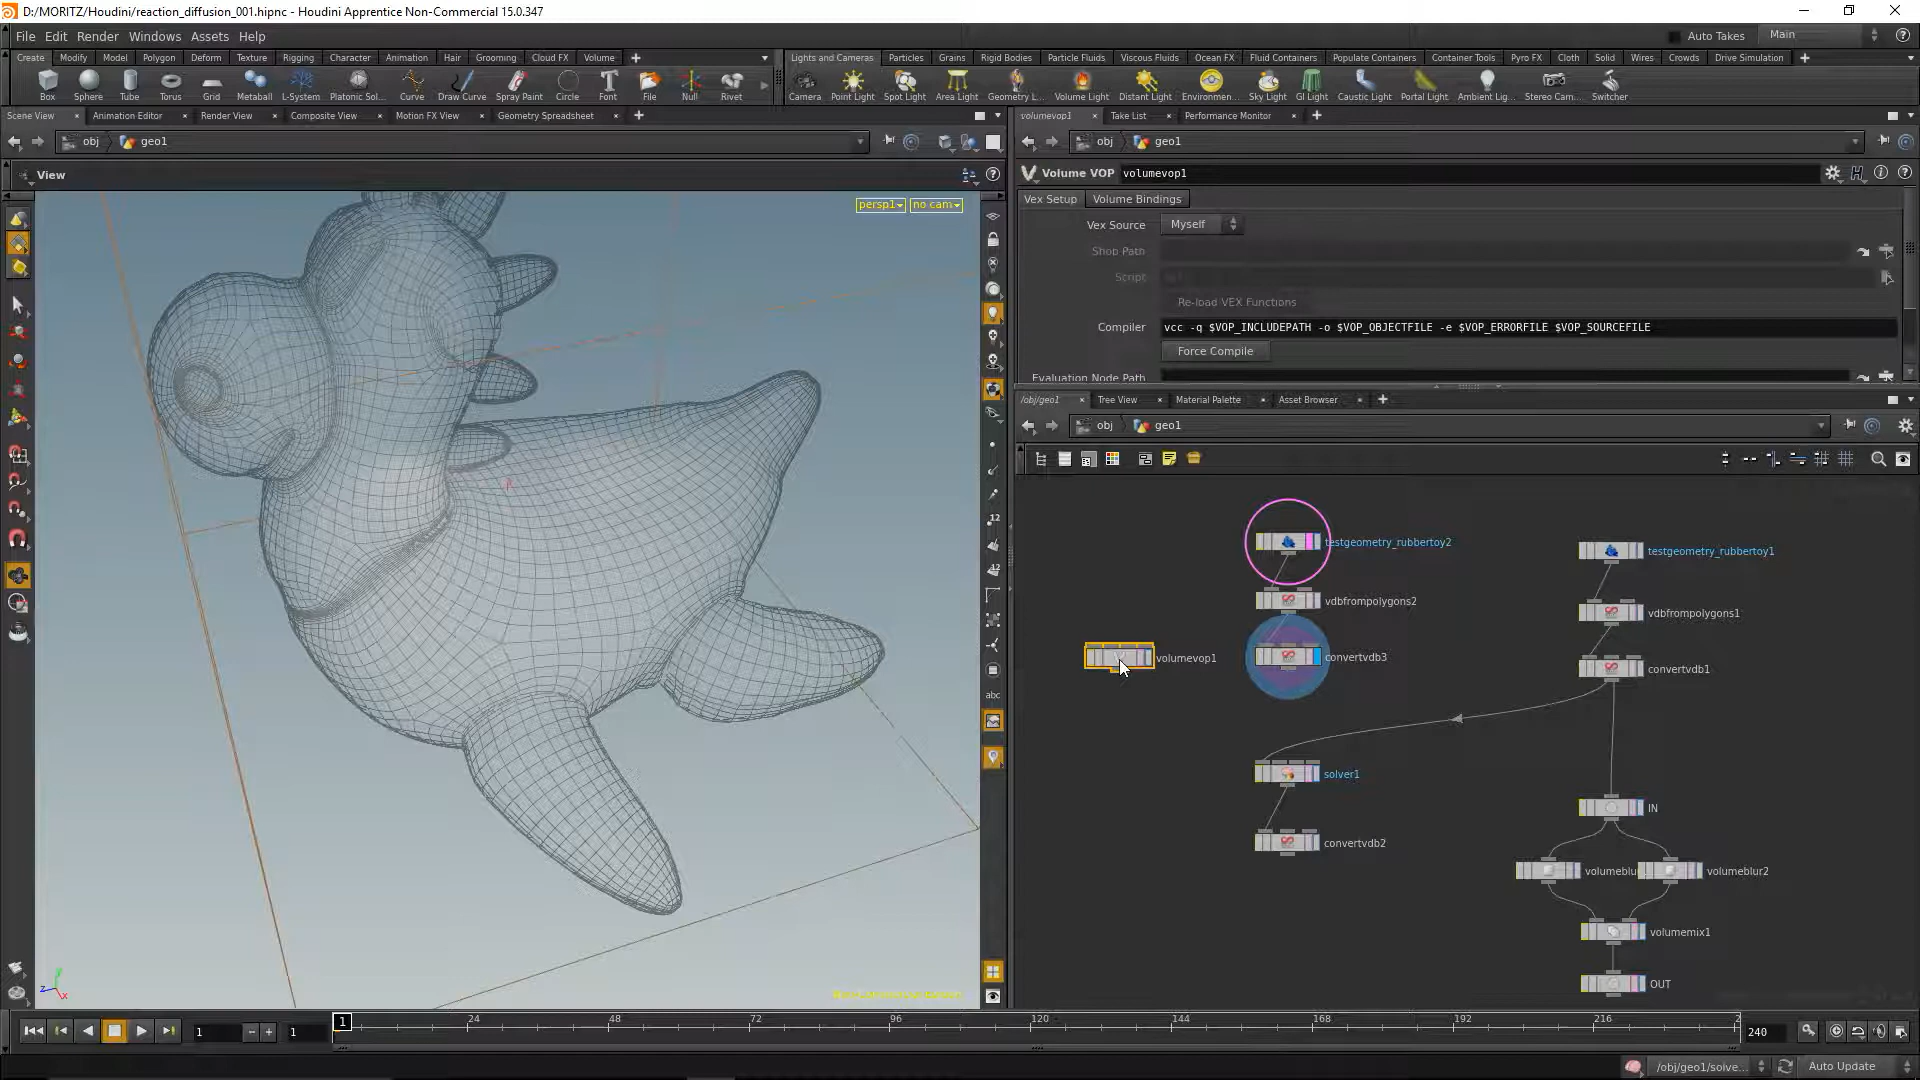 D:/MORITZ/Houdini/reaction_diffusion_001.hipnc - Houdini Apprentice Non-Commercial 15.0.347
File Edit Render Windows Assets Help
Auto Takes Main
Create Modify Model Polygon Deform Texture Rigging Character Animation Hair Grooming Cloud FX Volume
Lights and Cameras Particles Grains Rigid Bodies Particle Fluids Viscous Fluids Ocean FX Fluid Containers Populate Containers Container Tools Pyro FX Cloth Solid Wires Crowds Drive Simulation
Box Sphere Tube Torus Grid Metaball L-System Platonic Sol... Curve Draw Curve Spray Paint Circle Font File Null Rivet
Camera Point Light Spot Light Area Light Geometry L... Volume Light Distant Light Environmen... Sky Light GI Light Caustic Light Portal Light Ambient Lig... Stereo Cam... Switcher
Scene View Animation Editor Render View Composite View Motion FX View Geometry Spreadsheet
volumevop1 Take List Performance Monitor
obj geo1
obj geo1
View
Volume VOP volumevop1
Vex Setup Volume Bindings
persp1 no cam
Vex Source Myself
Shop Path
Script
Re-load VEX Functions
Compiler vcc -q $VOP_INCLUDEPATH -o $VOP_OBJECTFILE -e $VOP_ERRORFILE $VOP_SOURCEFILE
Force Compile
Evaluation Node Path
/obj/geo1 Tree View Material Palette Asset Browser
obj geo1
testgeometry_rubbertoy2
testgeometry_rubbertoy1
vdbfrompolygons2
vdbfrompolygons1
volumevop1
convertvdb3
convertvdb1
solver1
IN
convertvdb2
volumeblu
volumeblur2
volumemix1
OUT
12
12
abc
z y x
1 1 1 24 48 72 96 120 144 168 192 216 2 240
/obj/geo1/solve... Auto Update